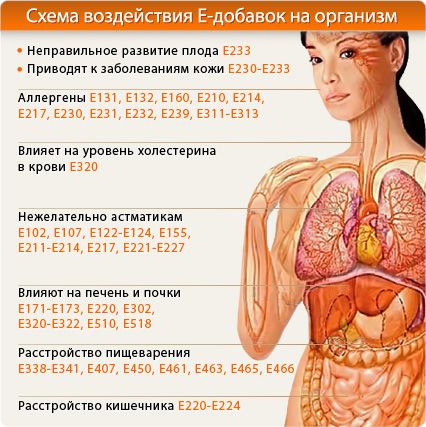 Схема воздействия Е-добавок на организм
• Неправильное развитие плода Е233
• Приводят к заболеваниям кожи Е230-Е233
Аллергены Е131, Е132, Е160, Е210, Е214,
Е217, Е230, Е231, Е232, Е239, Е311-Е313
Влияет на уровень холестерина
в крови Е320
Нежелательно астматикам
Е102, Е107, Е122-Е124, Е155,
Е211-Е214, Е217, Е221-Е227
Влияют на печень и почки
Е171-Е173, Е220, Е302,
Е320-Е322, Е510, Е518
Расстройство пищеварения
Е338-Е341, Е407, Е450, Е461, Е463, Е465, Е466
Расстройство кишечника Е220-Е224